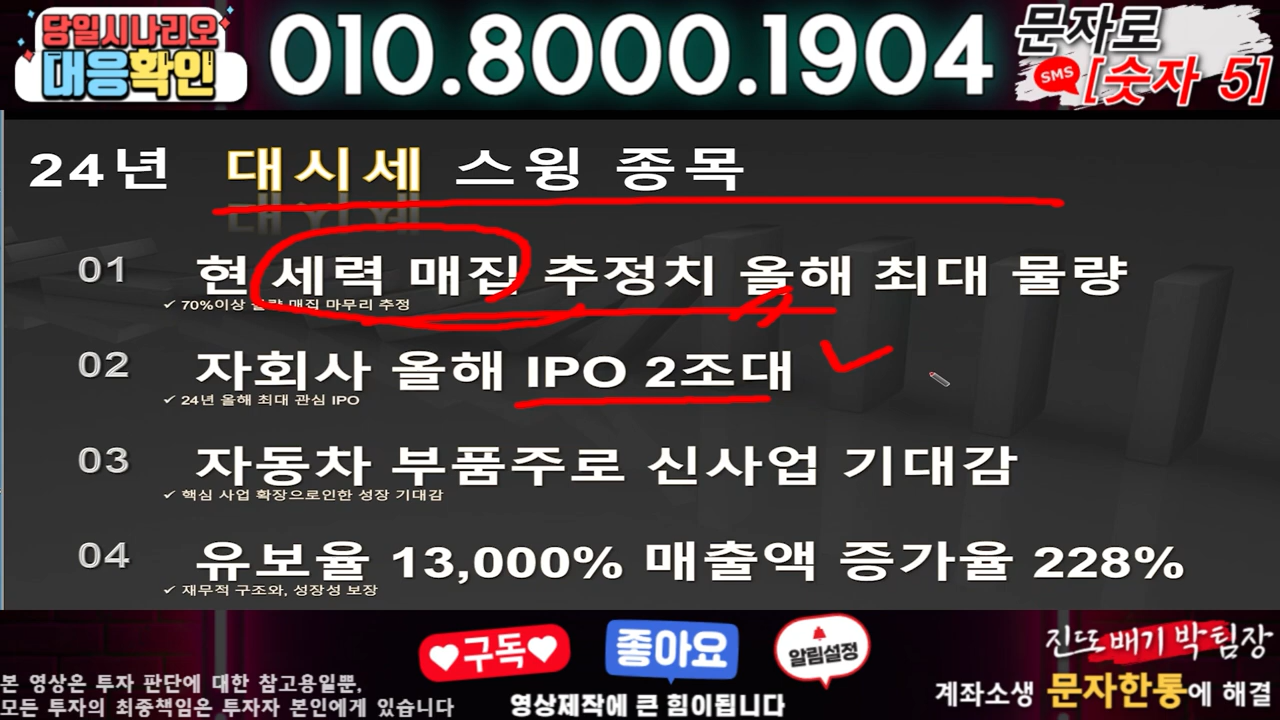 당일시나리오
대응확인
010.8000.1904
문자로
SMS [숫자 5]
24년 대시세 스윙 종목
01 현 세력 매집 추정치 올해 최대 물량
✓ 70%이상 물량 매집 마무리 추정
02 자회사 올해 IPO 2조대
✓ 24년 올해 최대 관심 IPO
03 자동차 부품주로 신사업 기대감
✓ 핵심 사업 확장으로인한 성장 기대감
04 유보율 13,000% 매출액 증가율 228%
✓ 재무적 구조와, 성장성 보장
구독
좋아요
알림설정
진또배기 박팀장
본 영상은 투자 판단에 대한 참고용일뿐,
모든 투자의 최종책임은 투자자 본인에게 있습니다
영상제작에 큰 힘이됩니다
계좌소생 문자한통에 해결